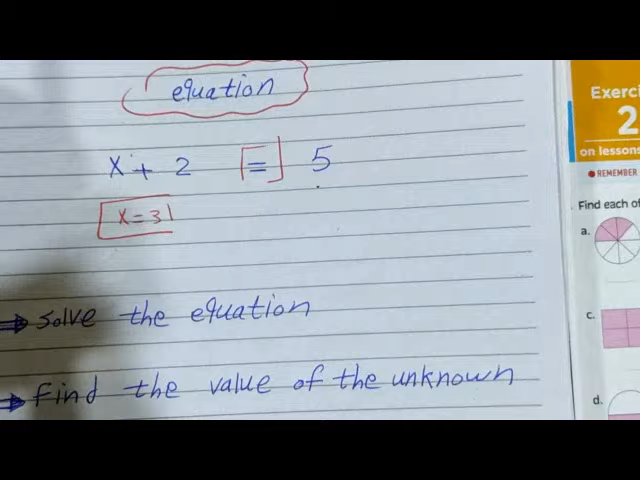 equation
x + 2 = 5
x = 3
Solve the equation
Find the value of the unknown
Exerci
2
on lessons
REMEMBER
Find each of
a.
c.
d.